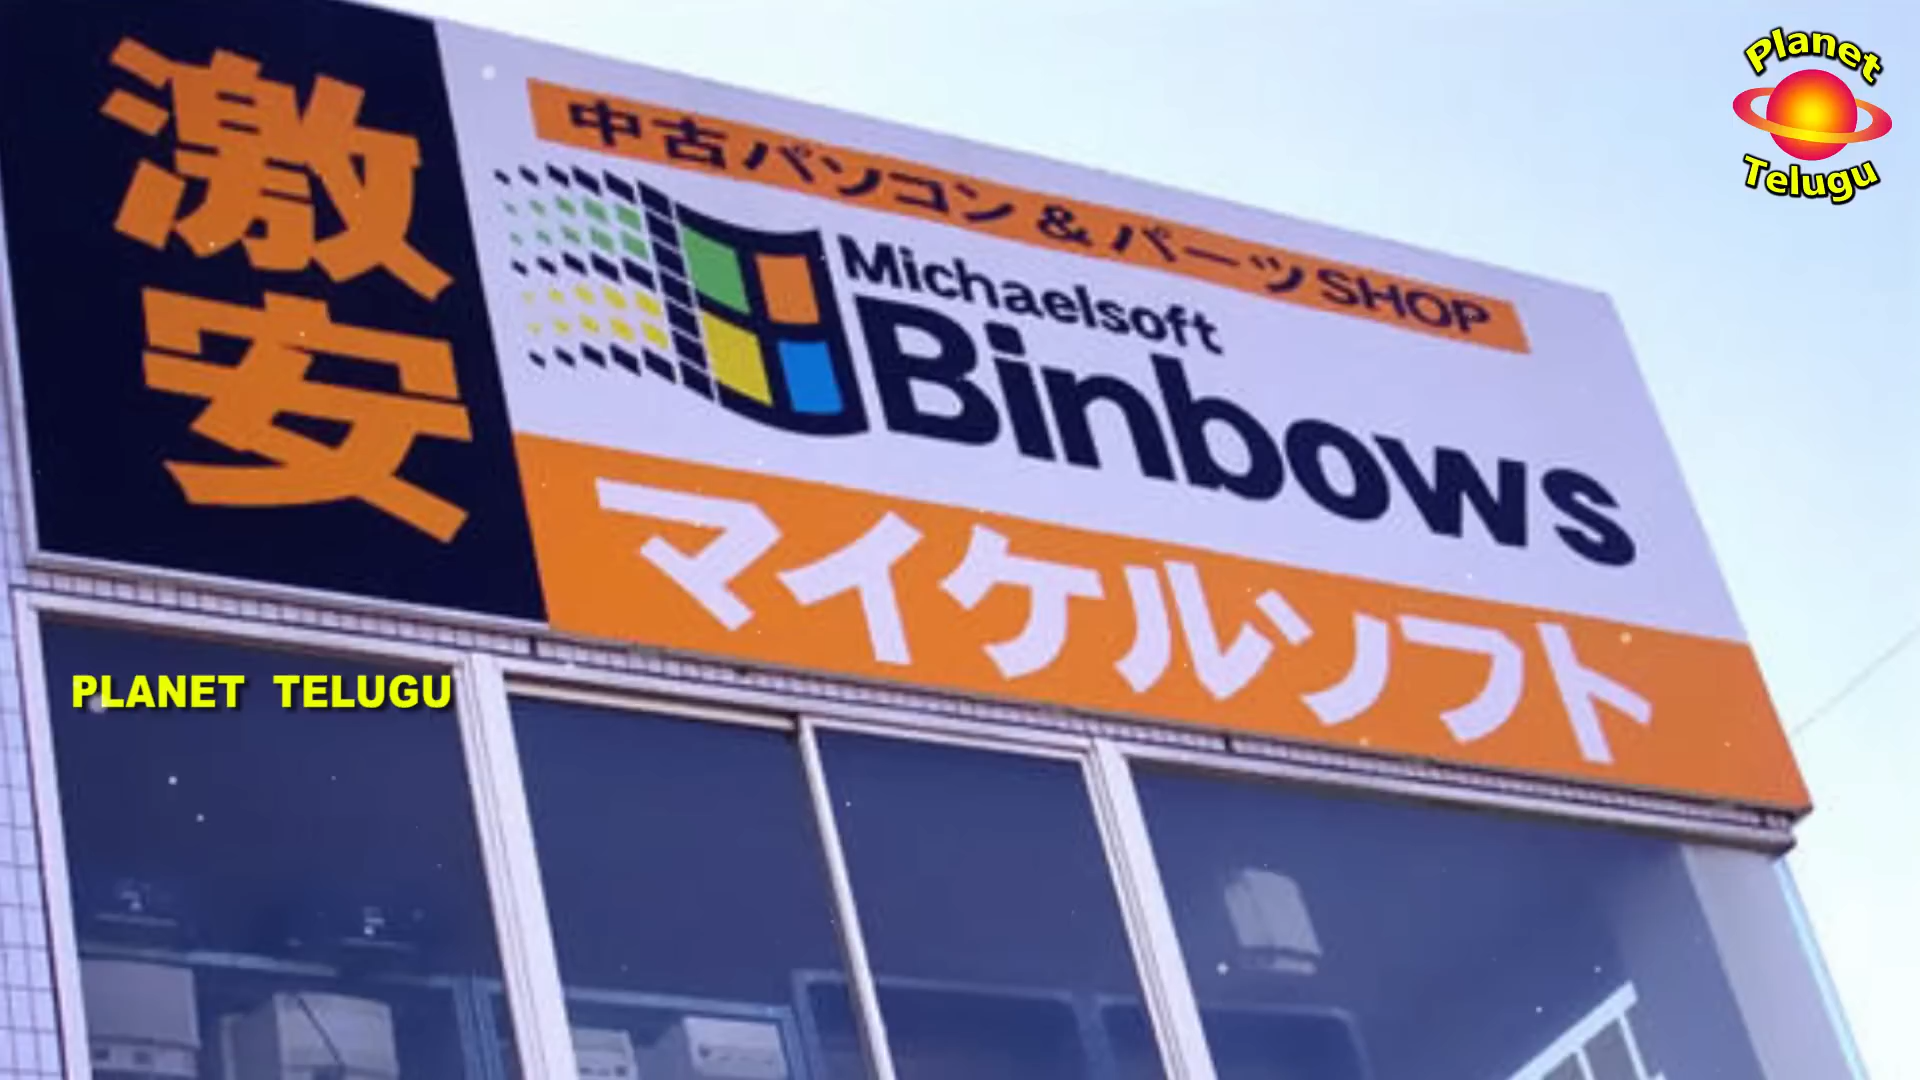 激安
中古パソコン & パーツSHOP
Michaelsoft
Binbows
マイケルソフト
Planet
Telugu
PLANET TELUGU